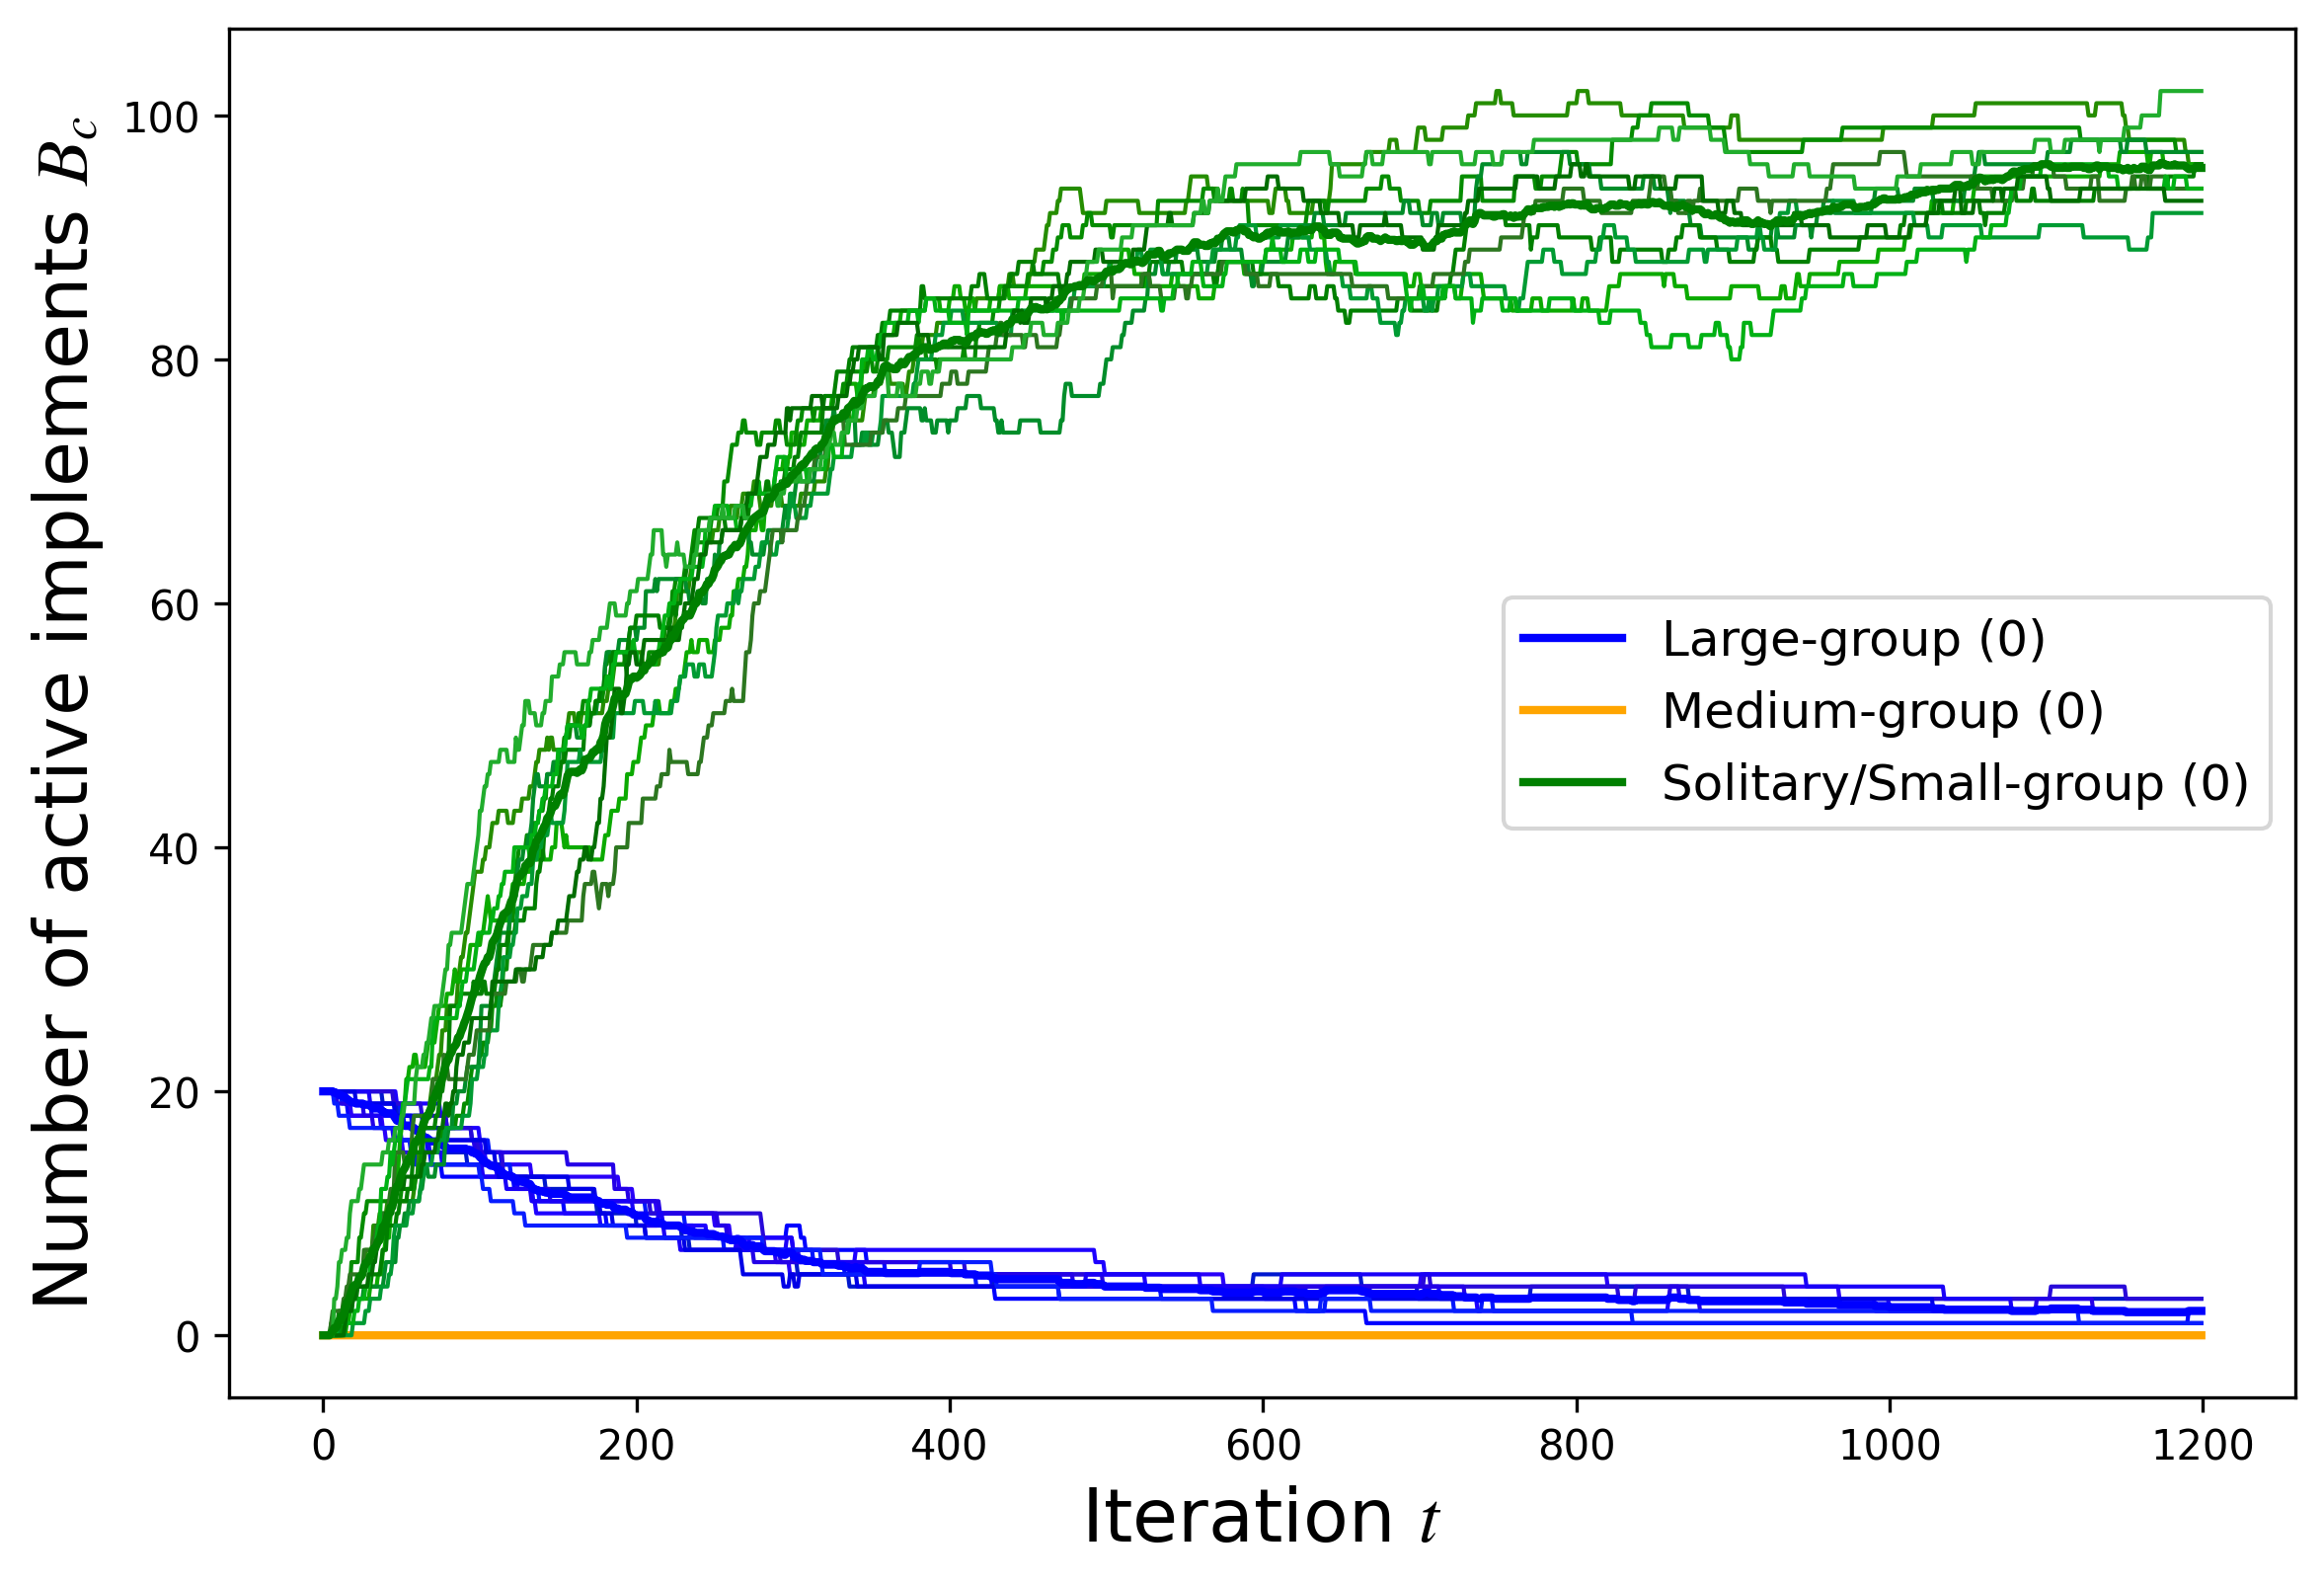 Number of active implements B_c
100
80
60
40
20
0
0 200 400 600 800 1000 1200
Iteration t
Large-group (0)
Medium-group (0)
Solitary/Small-group (0)